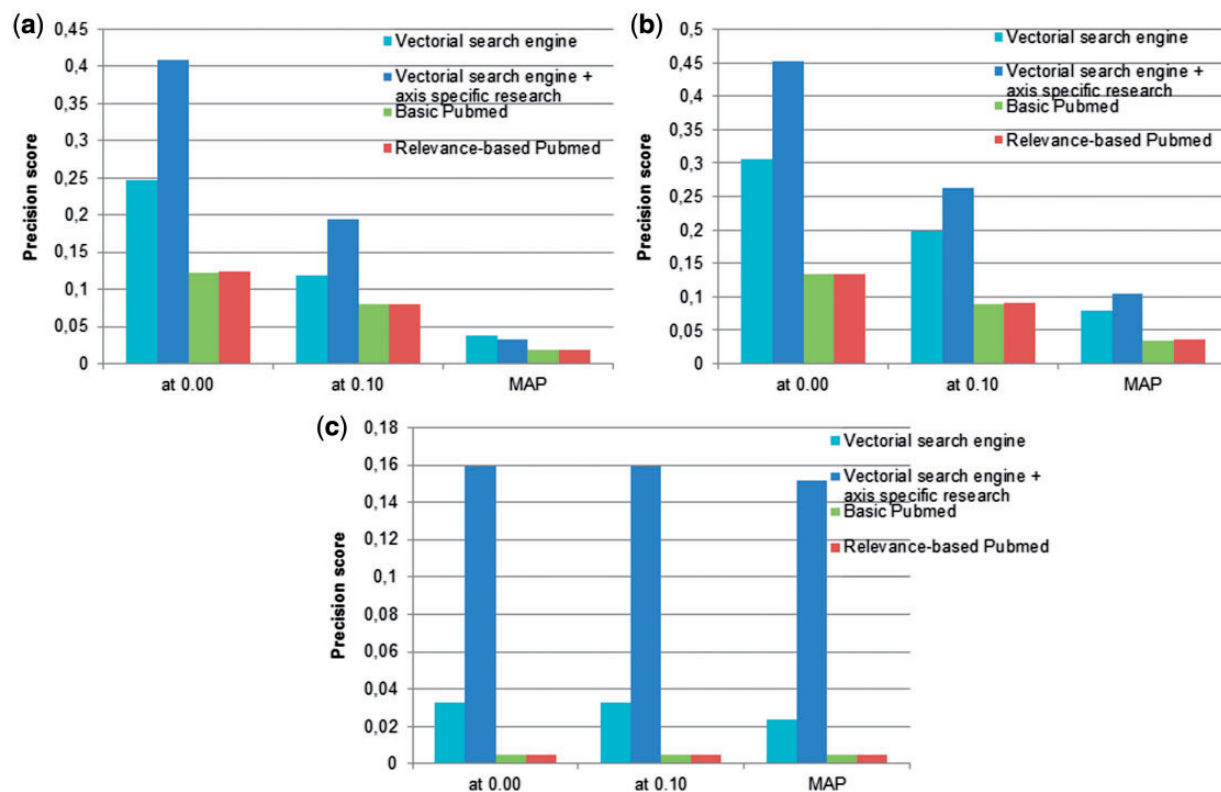 (a)
0,45
0,4
0,35
0,3
0,25
0,2
0,15
0,1
0,05
0
Precision score
Vectorial search engine
Vectorial search engine +
axis specific research
Basic Pubmed
Relevance-based Pubmed
at 0.00
at 0.10
MAP
(b)
0,5
0,45
0,4
0,35
0,3
0,25
0,2
0,15
0,1
0,05
0
Precision score
Vectorial search engine
Vectorial search engine +
axis specific research
Basic Pubmed
Relevance-based Pubmed
at 0.00
at 0.10
MAP
(c)
0,18
0,16
0,14
0,12
0,1
0,08
0,06
0,04
0,02
0
Precision score
Vectorial search engine
Vectorial search engine +
axis specific research
Basic Pubmed
Relevance-based Pubmed
at 0.00
at 0.10
MAP